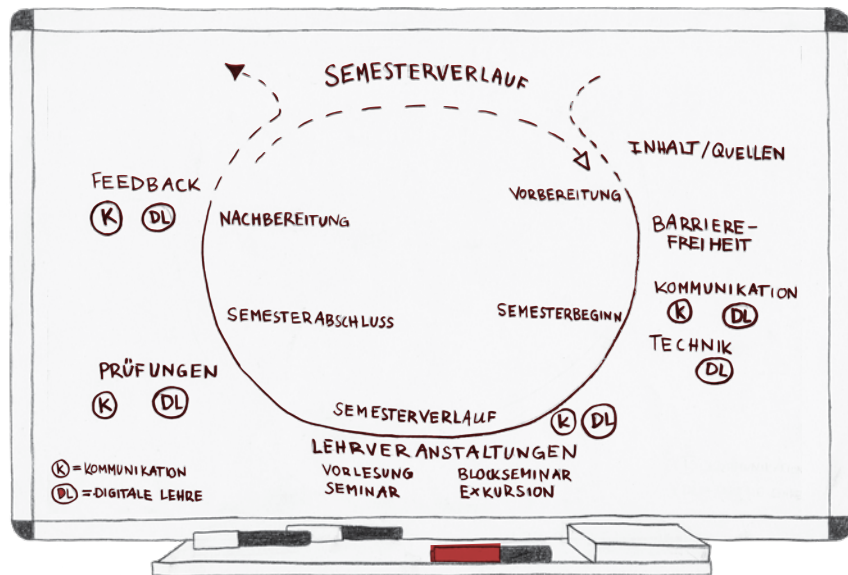 SEMESTERVERLAUF
INHALT/QUELLEN
FEEDBACK
K DL
VORBEREITUNG
NACHBEREITUNG
BARRIERE-
FREIHEIT
KOMMUNIKATION
K DL
SEMESTERABSCHLUSS
SEMESTERBEGINN
TECHNIK
DL
PRÜFUNGEN
K DL
SEMESTERVERLAUF
K DL
LEHRVERANSTALTUNGEN
VORLESUNG BLOCKSEMINAR
SEMINAR EXKURSION
K = KOMMUNIKATION
DL = DIGITALE LEHRE